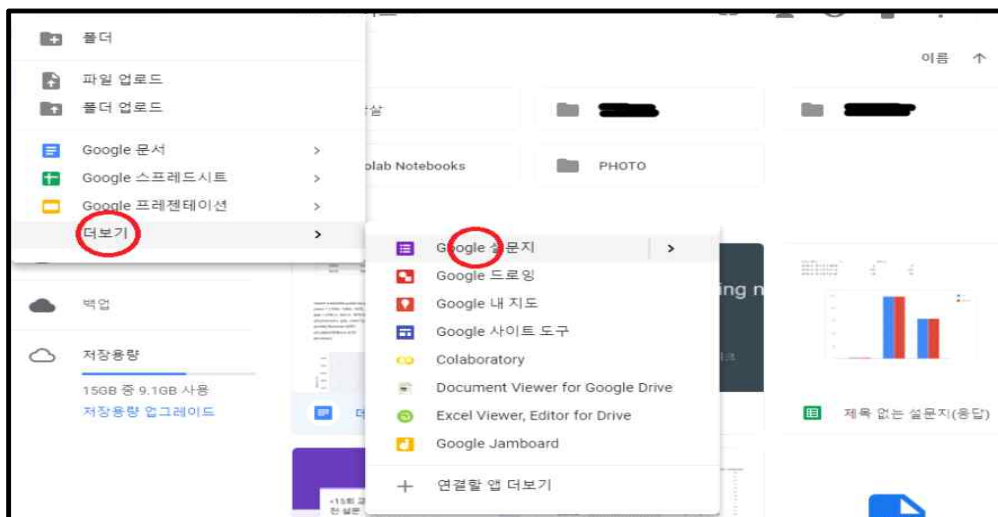 폴더
이름
파일 업로드
폴더 업로드
Google 문서
Google 스프레드시트
Google 프레젠테이션
더보기
olab Notebooks
PHOTO
Google 설문지
Google 드로잉
Google 내 지도
Google 사이트 도구
Colaboratory
Document Viewer for Google Drive
Excel Viewer, Editor for Drive
Google Jamboard
연결할 앱 더보기
백업
저장용량
15GB 중 9.1GB 사용
저장용량 업그레이드
ing n
제목 없는 설문지(응답)